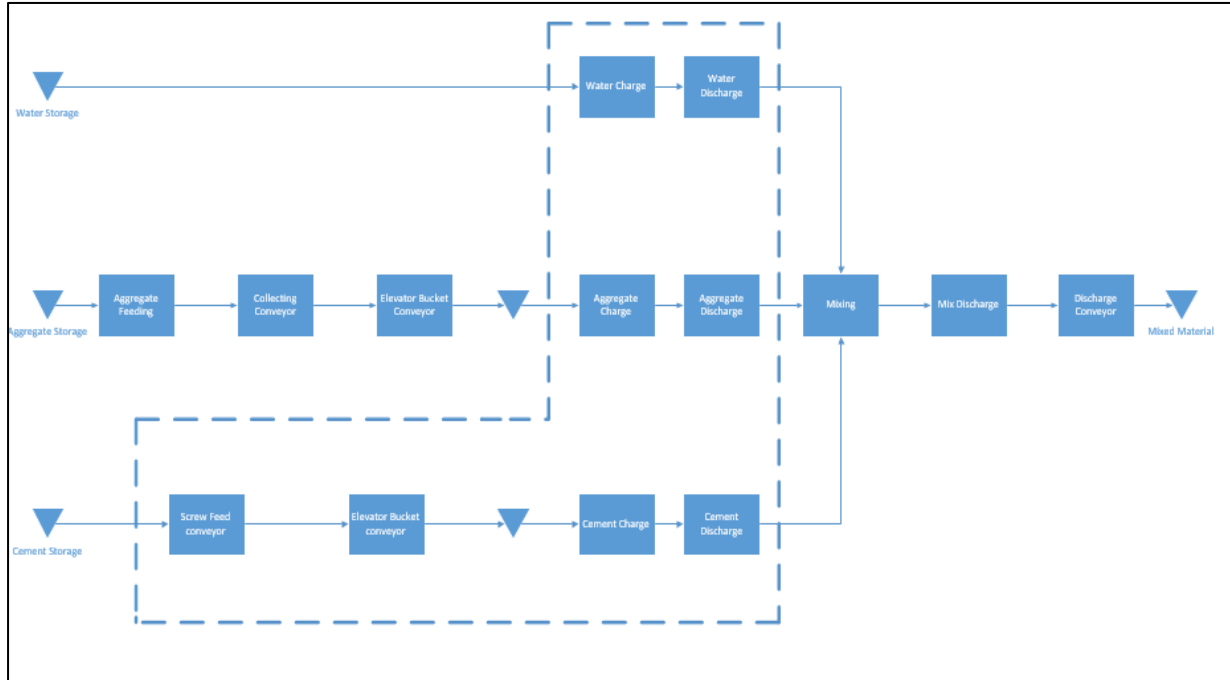 Water Charge
Water
Discharge
Water Storage
Aggregate
Feeding
Collecting
Conveyor
Elevator Bucket
Conveyor
Aggregate
Charge
Aggregate
Discharge
Mixing
Mix Discharge
Discharge
Conveyor
Aggregate Storage
Mixed Material
Screw Feed
conveyor
Elevator Bucket
conveyor
Cement Charge
Cement
Discharge
Cement Storage